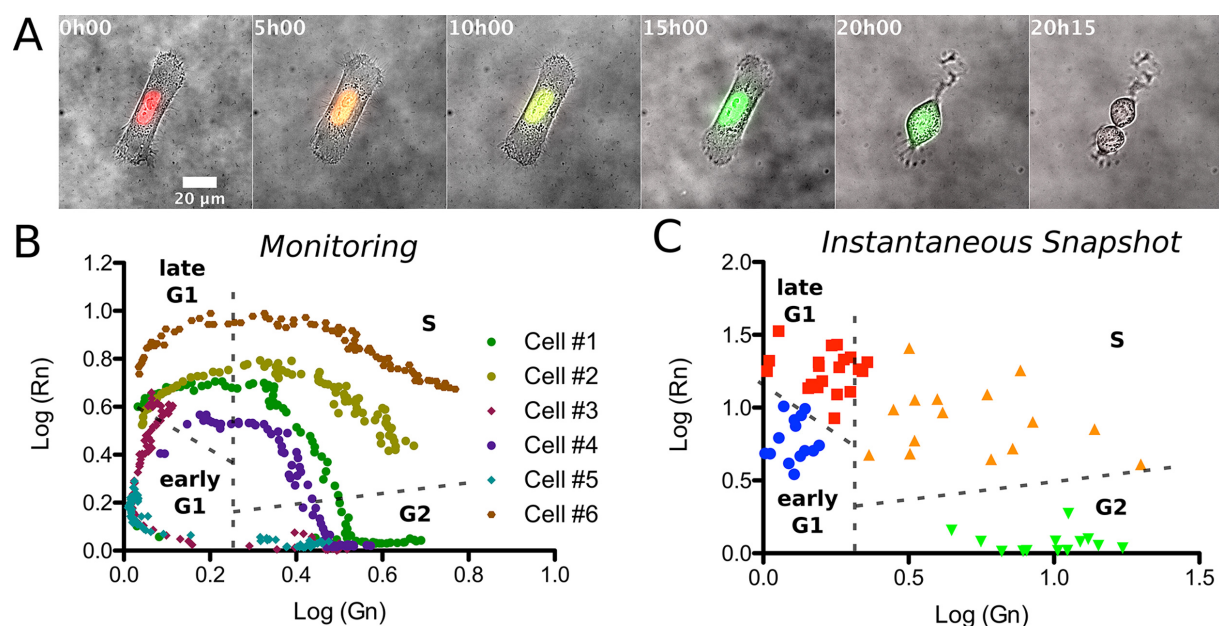 A
0h00
5h00
10h00
15h00
20h00
20h15
20 µm
B
Monitoring
C
Instantaneous Snapshot
Log (Rn)
1.2
1.0
0.8
0.6
0.4
0.2
0.0
late
G1
S
early
G1
G2
Cell #1
Cell #2
Cell #3
Cell #4
Cell #5
Cell #6
0.0 0.2 0.4 0.6 0.8 1.0
Log (Gn)
Log (Rn)
2.0
1.5
1.0
0.5
0.0
late
G1
S
early
G1
G2
0.0 0.5 1.0 1.5
Log (Gn)